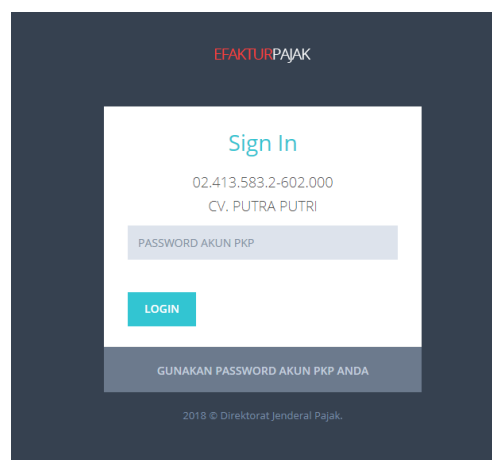 EFAKTURPAJAK
Sign In
02.413.583.2-602.000
CV. PUTRA PUTRI
PASSWORD AKUN PKP
LOGIN
GUNAKAN PASSWORD AKUN PKP ANDA
2018 © Direktorat Jenderal Pajak.